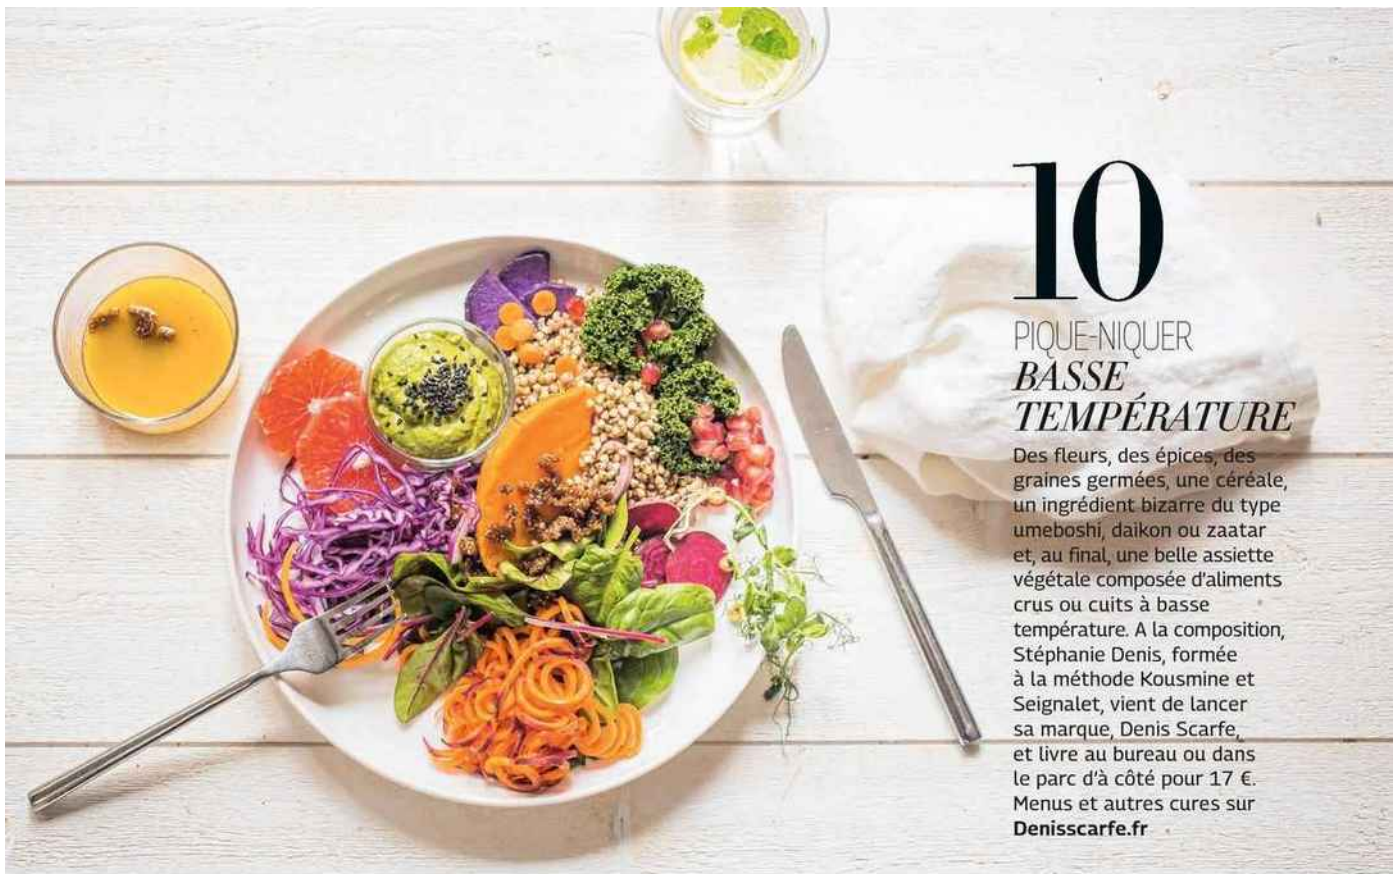 10
PIQUE-NIQUER
BASSE
TEMPÉRATURE
Des fleurs, des épices, des
graines germées, une céréale,
un ingrédient bizarre du type
umeboshi, daikon ou zaatar
et, au final, une belle assiette
végétale composée d'aliments
crus ou cuits à basse
température. A la composition,
Stéphanie Denis, formée
à la méthode Kousmine et
Seignalet, vient de lancer
sa marque, Denis Scarfe,
et livre au bureau ou dans
le parc d'à côté pour 17 €.
Menus et autres cures sur
Denisscarfe.fr